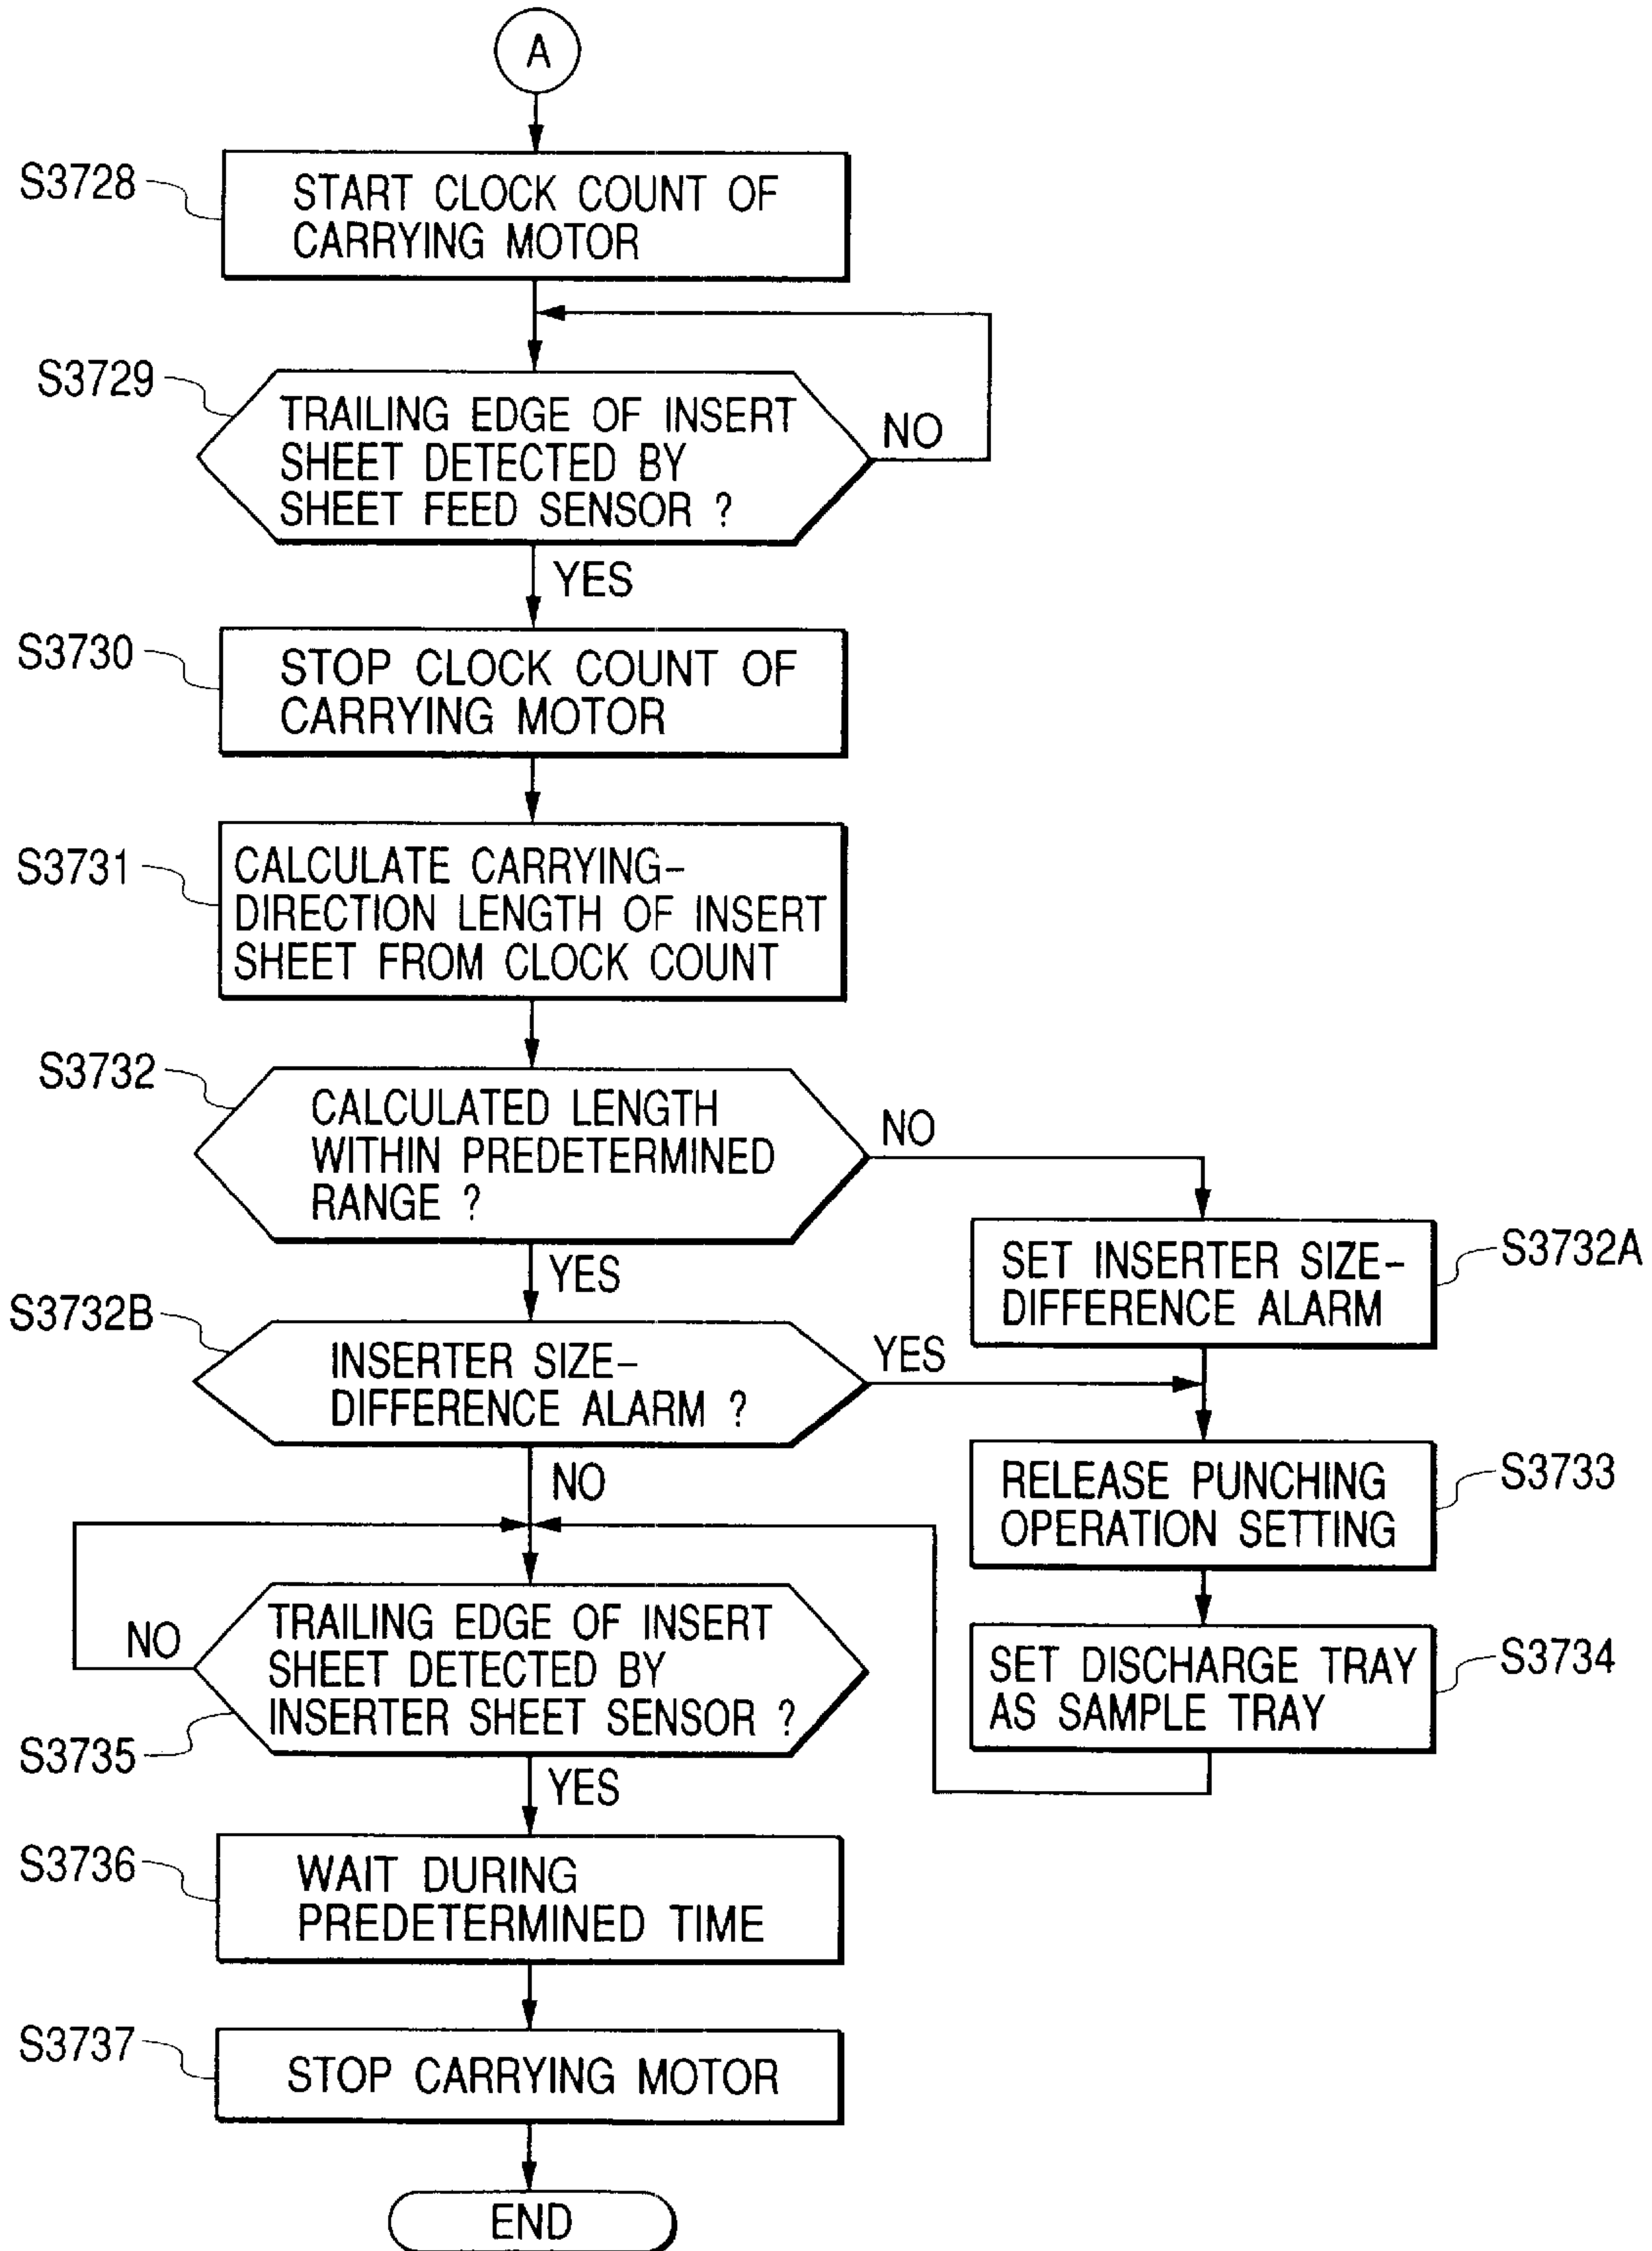 A
S3728
START CLOCK COUNT OF
CARRYING MOTOR
S3729
TRAILING EDGE OF INSERT
SHEET DETECTED BY
SHEET FEED SENSOR ?
NO
YES
S3730
STOP CLOCK COUNT OF
CARRYING MOTOR
S3731
CALCULATE CARRYING-
DIRECTION LENGTH OF INSERT
SHEET FROM CLOCK COUNT
S3732
CALCULATED LENGTH
WITHIN PREDETERMINED
RANGE ?
NO
YES
SET INSERTER SIZE-
DIFFERENCE ALARM
S3732A
S3732B
INSERTER SIZE-
DIFFERENCE ALARM ?
YES
NO
RELEASE PUNCHING
OPERATION SETTING
S3733
SET DISCHARGE TRAY
AS SAMPLE TRAY
S3734
NO
TRAILING EDGE OF INSERT
SHEET DETECTED BY
INSERTER SHEET SENSOR ?
S3735
YES
S3736
WAIT DURING
PREDETERMINED TIME
S3737
STOP CARRYING MOTOR
END